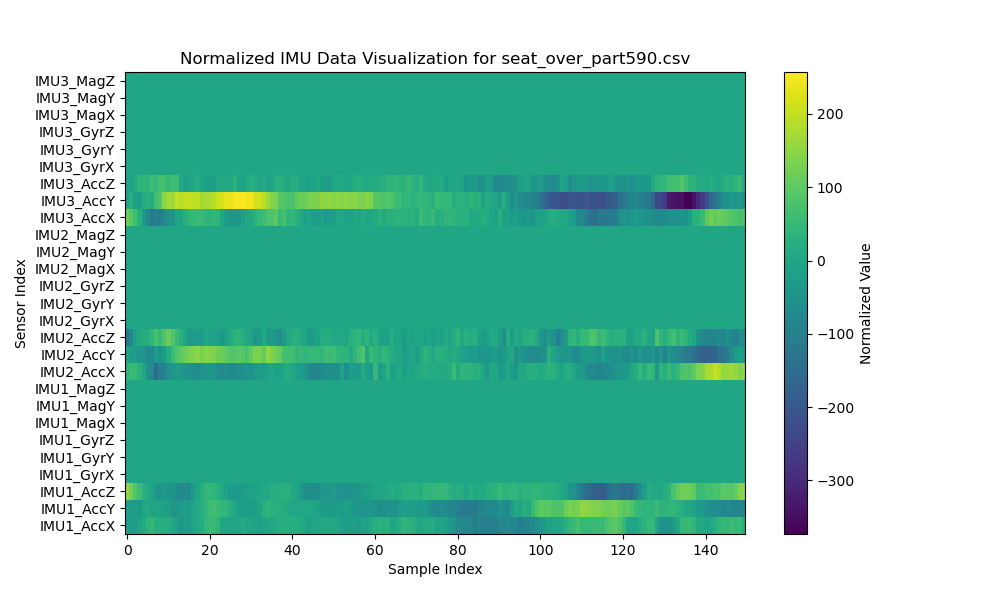 Normalized IMU Data Visualization for seat_over_part590.csv
IMU3_MagZ
IMU3_MagY
IMU3_MagX
IMU3_GyrZ
IMU3_GyrY
IMU3_GyrX
IMU3_AccZ
IMU3_AccY
IMU3_AccX
IMU2_MagZ
IMU2_MagY
IMU2_MagX
IMU2_GyrZ
IMU2_GyrY
IMU2_GyrX
IMU2_AccZ
IMU2_AccY
IMU2_AccX
IMU1_MagZ
IMU1_MagY
IMU1_MagX
IMU1_GyrZ
IMU1_GyrY
IMU1_GyrX
IMU1_AccZ
IMU1_AccY
IMU1_AccX
Sensor Index
0 20 40 60 80 100 120 140
Sample Index
200
100
0
−100
−200
−300
Normalized Value